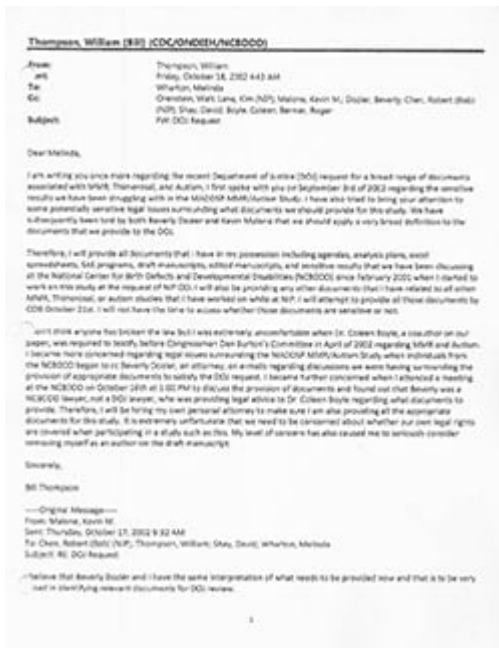 Thompson, William (Bill) (CDC/ONDIEH/NCBDDD)
From: Thompson, William
Friday, October 18, 2002 4:43 AM
To: Wharton, Melinda
Cc: Orenstein, Walt; Lane, Kim (NIP); Malone, Kevin M.; Dozier, Beverly; Chen, Robert (Bob)
(NIP); Shay, David; Boyle, Coleen; Bernier, Roger
Subject: FW: DOJ Request
Dear Melinda,
I am writing you once more regarding the recent Department of Justice (DOJ) request for a broad range of documents
associated with MMR, Thimerosal, and Autism. I first spoke with you on September 3rd of 2002 regarding the sensitive
results we have been struggling with in the MADDSP MMR/Autism Study. I have also tried to bring your attention to
some potentially sensitive legal issues surrounding what documents we should provide for this study. We have
subsequently been told by both Beverly Dozier and Kevin Malone that we should apply a very broad definition to the
documents that we provide to the DOJ.
Therefore, I will provide all documents that I have in my possession including agendas, analysis plans, excel
spreadsheets, SAS programs, draft manuscripts, edited manuscripts, and sensitive results that we have been discussing
at the National Center for Birth Defects and Developmental Disabilities (NCBDDD) since February 2001 when I started to
work on this study at the request of NIP OD. I will also be providing any other documents that I have related to all other
MMR, Thimerosal, or autism studies that I have worked on while at NIP. I will attempt to provide all those documents by
COB October 21st. I will not have the time to access whether those documents are sensitive or not.
don't think anyone has broken the law but I was extremely uncomfortable when Dr. Coleen Boyle, a coauthor on our
paper, was required to testify before Congressman Dan Burton's Committee in April of 2002 regarding MMR and Autism.
I became more concerned regarding legal issues surrounding the MADDSP MMR/Autism Study when individuals from
the NCBDDD began to cc Beverly Dozier, an attorney, on e-mails regarding discussions we were having surrounding the
provision of appropriate documents to satisfy the DOJ request. I became further concerned when I attended a meeting
at the NCBDDD on October 16th at 1:00 PM to discuss the provision of documents and found out that Beverly was a
NCBDDD lawyer, not a DOJ lawyer, who was providing legal advice to Dr. Coleen Boyle regarding what documents to
provide. Therefore, I will be hiring my own personal attorney to make sure I am also providing all the appropriate
documents for this study. It is extremely unfortunate that we need to be concerned about whether our own legal rights
are covered when participating in a study such as this. My level of concern has also caused me to seriously consider
removing myself as an author on the draft manuscript.
Sincerely,
Bill Thompson
-----Original Message-----
From: Malone, Kevin M.
Sent: Thursday, October 17, 2002 9:32 AM
To: Chen, Robert (Bob) (NIP); Thompson, William; Shay, David; Wharton, Melinda
Subject: RE: DOJ Request
believe that Beverly Dozier and I have the same interpretation of what needs to be provided now and that is to be very
in identifying relevant documents for DOJ review.
1